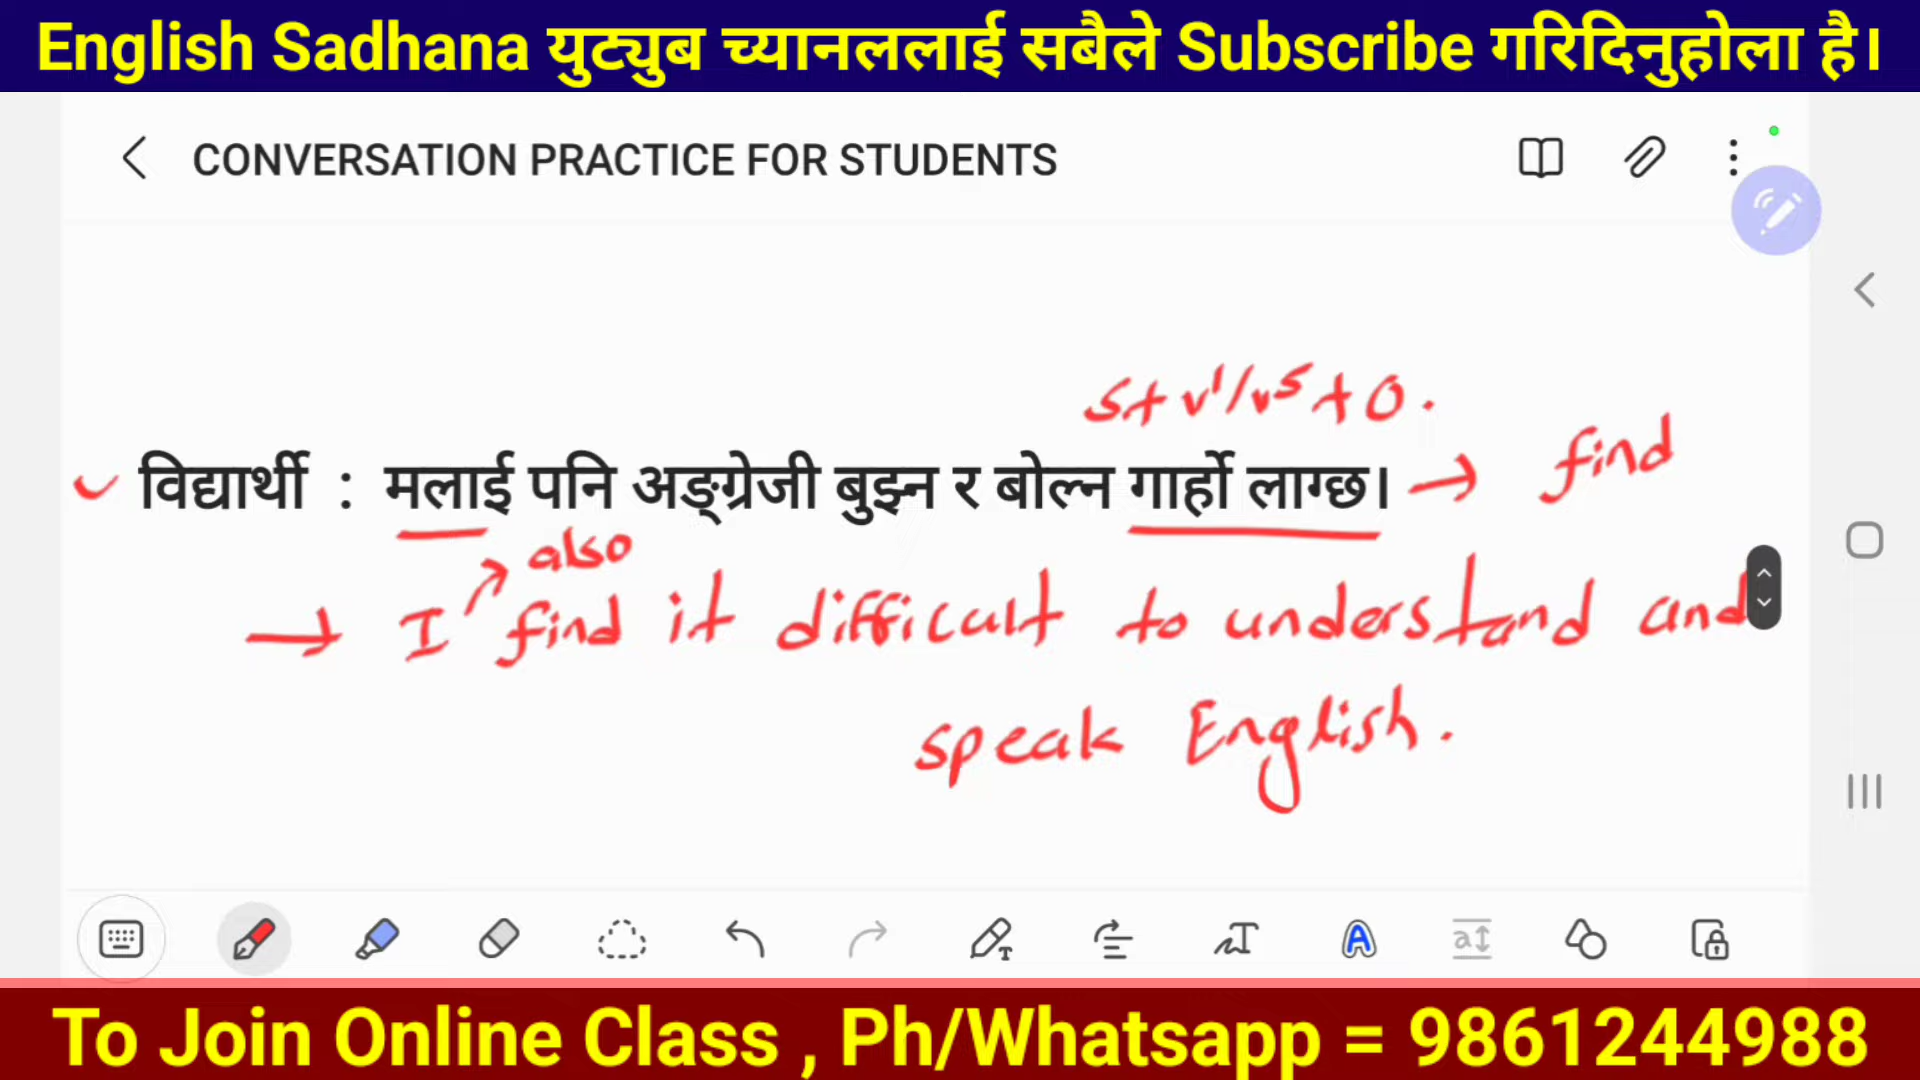 English Sadhana युट्युब च्यानललाई सबैले Subscribe गरिदिनुहोला है।
CONVERSATION PRACTICE FOR STUDENTS
S + v1/v5 + O.
विद्यार्थी : मलाई पनि अङ्ग्रेजी बुझ्न र बोल्न गार्हो लाग्छ। → find
also
→ I find it difficult to understand and
speak English.
To Join Online Class , Ph/Whatsapp = 9861244988